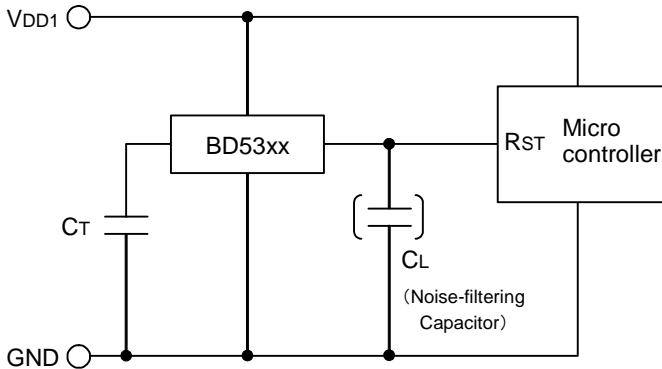 VDD1
BD53xx
RST
Micro
controller
CT
CL
（Noise-filtering
Capacitor）
GND